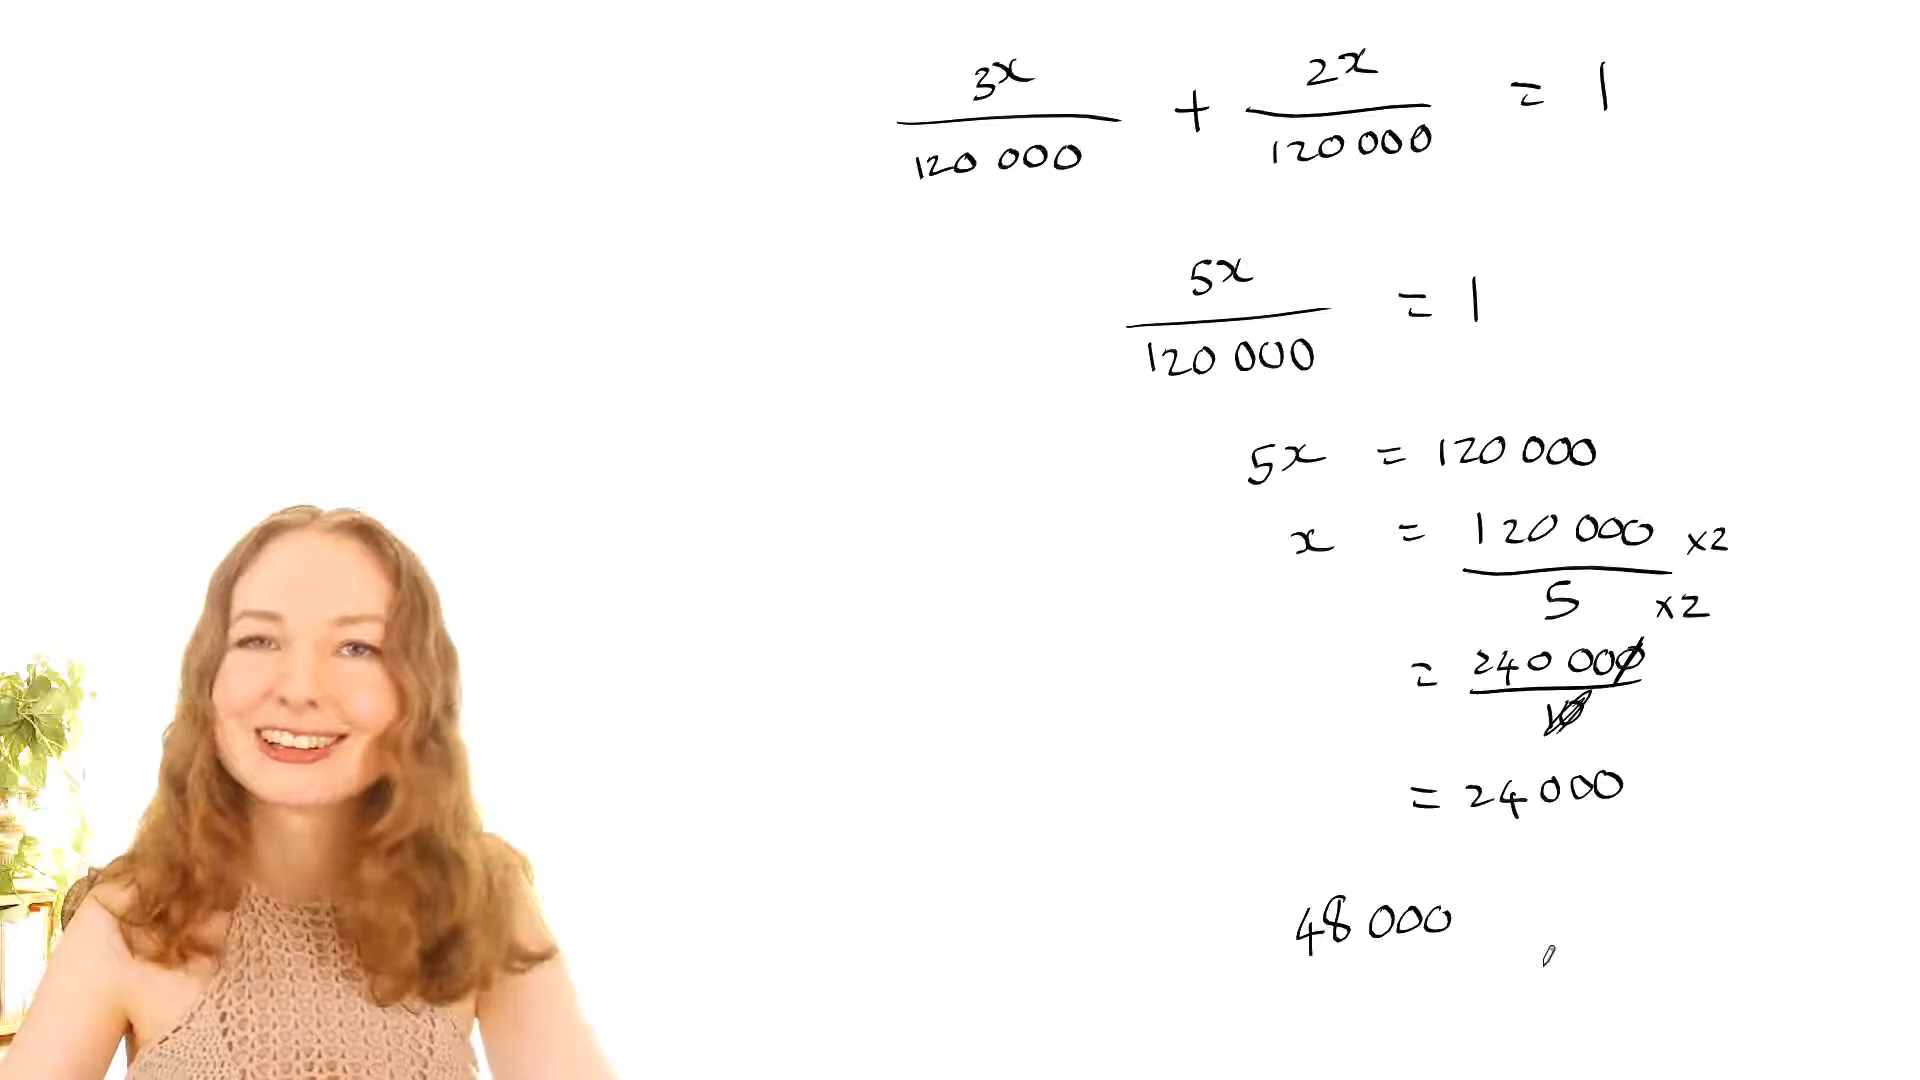 3x/120 000 + 2x/120 000 = 1
5x/120 000 = 1
5x = 120 000
x = 120 000 ×2 / 5 ×2
= 240 000/10
= 24 000
48 000